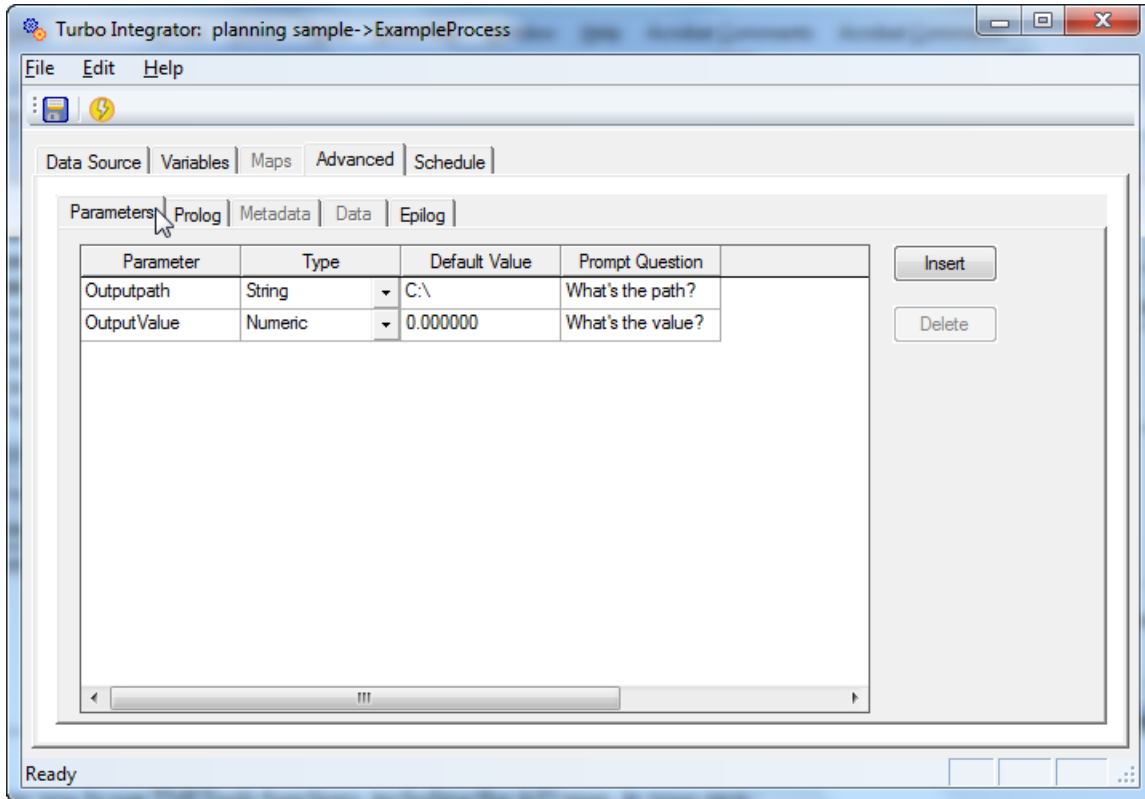 Turbo Integrator: planning sample->ExampleProcess
File Edit Help
Data Source Variables Maps Advanced Schedule
Parameters Prolog Metadata Data Epilog
Parameter Type Default Value Prompt Question
Insert
Outputpath String C:\ What's the path?
OutputValue Numeric 0.000000 What's the value?
Delete
Ready